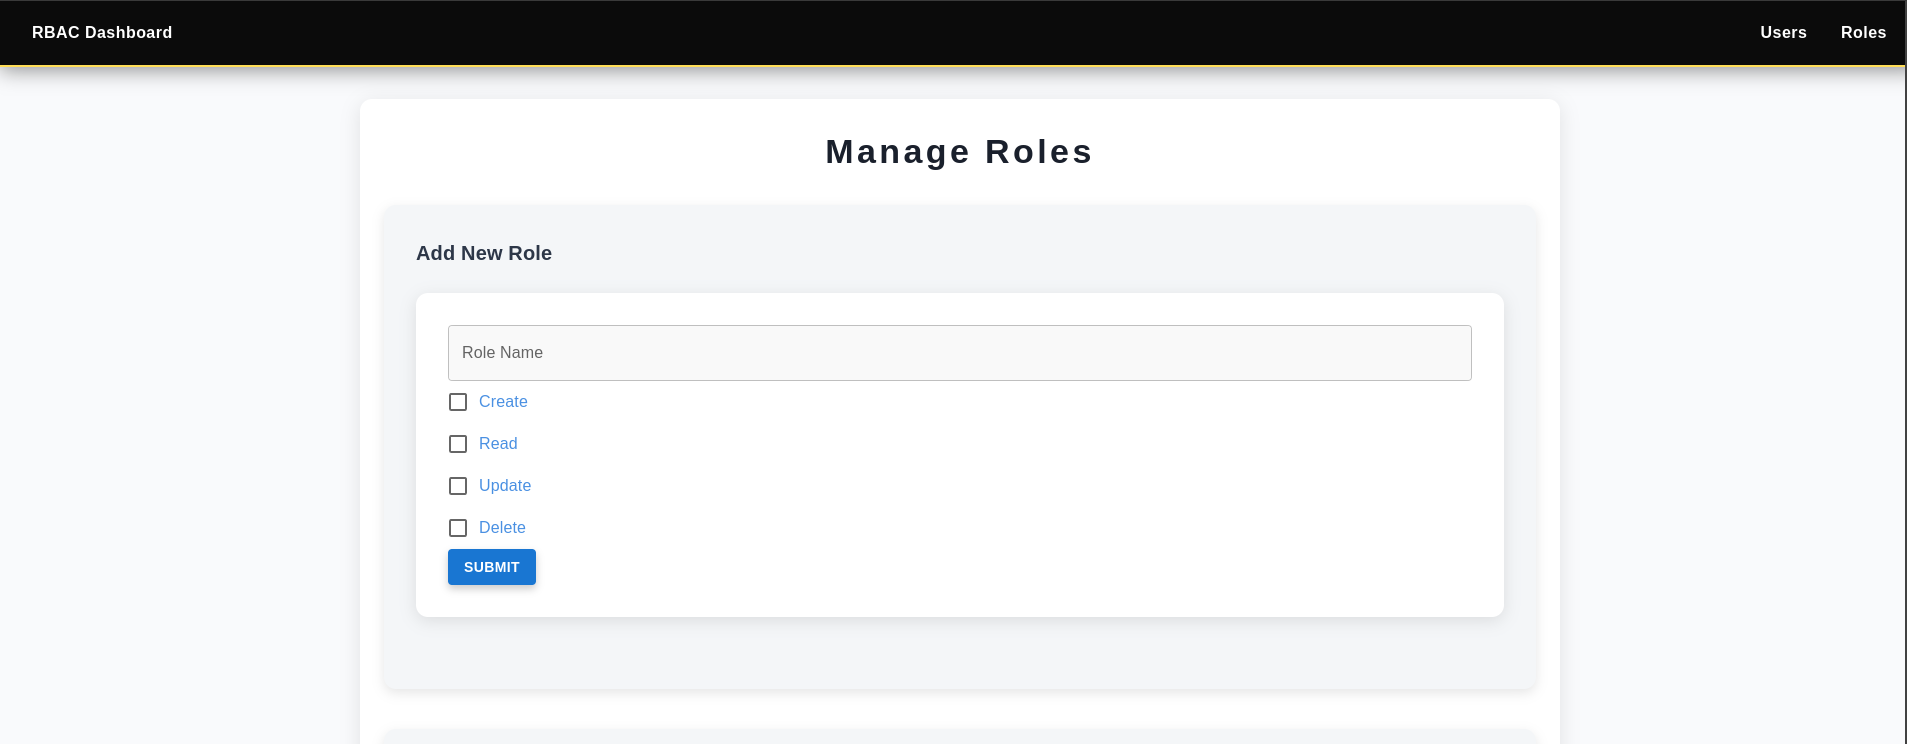 RBAC Dashboard Users Roles
Manage Roles
Add New Role
Role Name
Create
Read
Update
Delete
SUBMIT